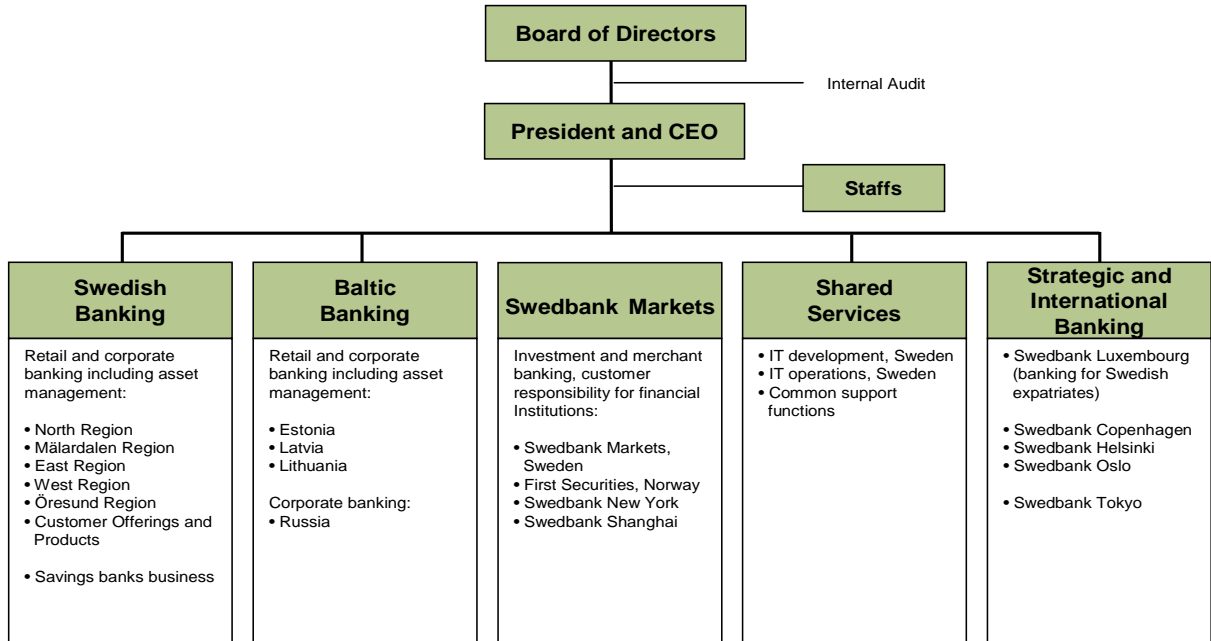 Board of Directors
Internal Audit
President and CEO
Staffs
Swedish
Banking
Retail and corporate
banking including asset
management:
• North Region
• Mälardalen Region
• East Region
• West Region
• Öresund Region
• Customer Offerings and
Products
• Savings banks business
Baltic
Banking
Retail and corporate
banking including asset
management:
• Estonia
• Latvia
• Lithuania
Corporate banking:
• Russia
Swedbank Markets
Investment and merchant
banking, customer
responsibility for financial
Institutions:
• Swedbank Markets,
Sweden
• First Securities, Norway
• Swedbank New York
• Swedbank Shanghai
Shared
Services
• IT development, Sweden
• IT operations, Sweden
• Common support
functions
Strategic and
International
Banking
• Swedbank Luxembourg
(banking for Swedish
expatriates)
• Swedbank Copenhagen
• Swedbank Helsinki
• Swedbank Oslo
• Swedbank Tokyo